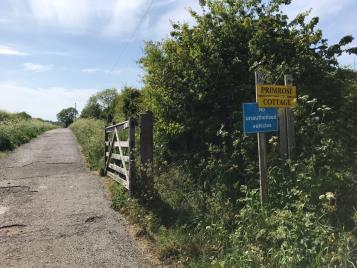 PRIMROSE
COTTAGE
No
unauthorised
vehicles